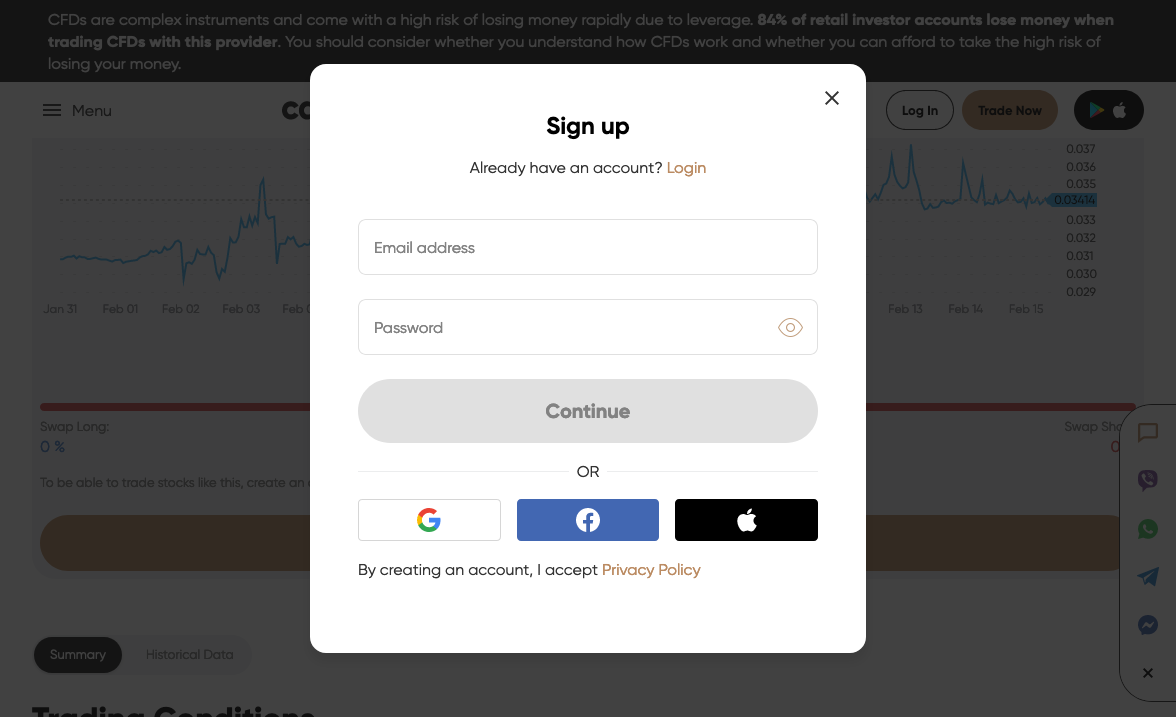 CFDs are complex instruments and come with a high risk of losing money rapidly due to leverage. 84% of retail investor accounts lose money when
trading CFDs with this provider. You should consider whether you understand how CFDs work and whether you can afford to take the high risk of
losing your money.
Menu
Log In
Trade Now
Sign up
Already have an account? Login
Email address
Password
Continue
OR
By creating an account, I accept Privacy Policy
0.037
0.036
0.035
0.03414
0.033
0.032
0.031
0.030
0.029
Jan 31 Feb 01 Feb 02 Feb 03 Feb 13 Feb 14 Feb 15
Swap Long:
0 %
Swap
To be able to trade stocks like this, create an
Summary
Historical Data
Trading Conditions